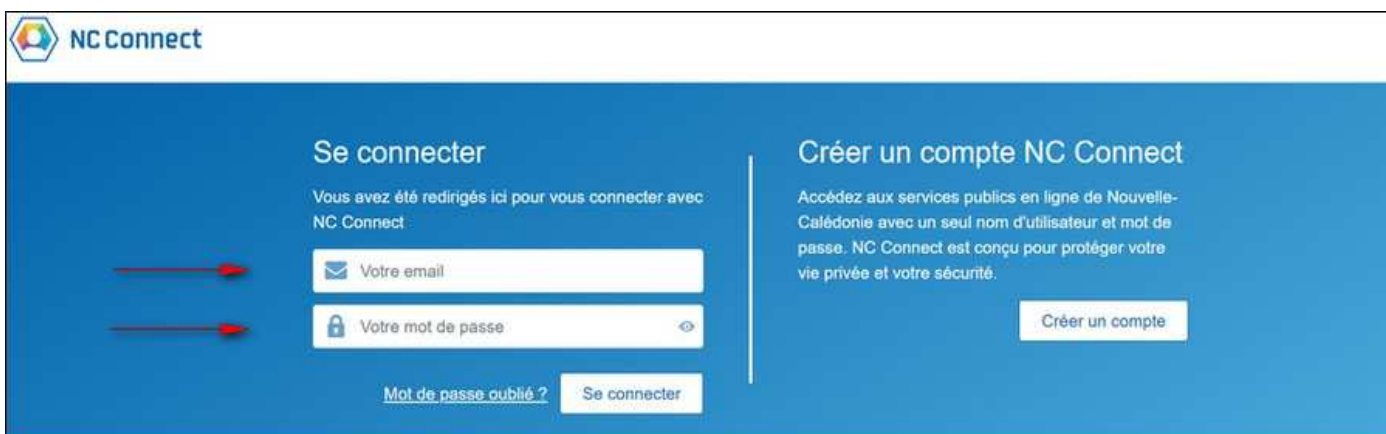 NC Connect
Se connecter
Vous avez été redirigés ici pour vous connecter avec
NC Connect
Votre email
Votre mot de passe
Mot de passe oublié ?
Se connecter
Créer un compte NC Connect
Accédez aux services publics en ligne de Nouvelle-
Calédonie avec un seul nom d'utilisateur et mot de
passe. NC Connect est conçu pour protéger votre
vie privée et votre sécurité.
Créer un compte